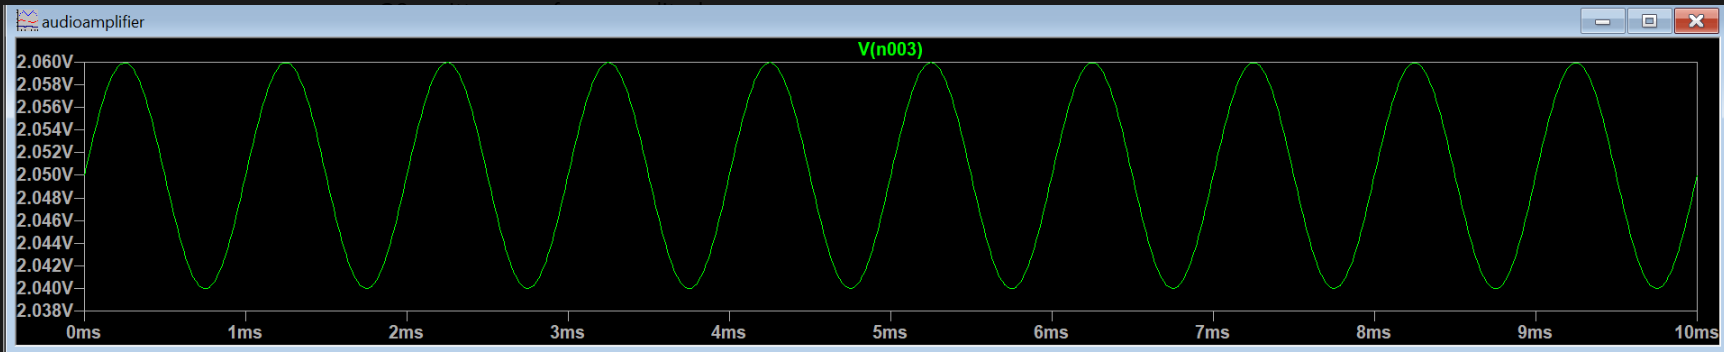 audioamplifier
V(n003)
2.060V
2.058V
2.056V
2.054V
2.052V
2.050V
2.048V
2.046V
2.044V
2.042V
2.040V
2.038V
0ms 1ms 2ms 3ms 4ms 5ms 6ms 7ms 8ms 9ms 10ms